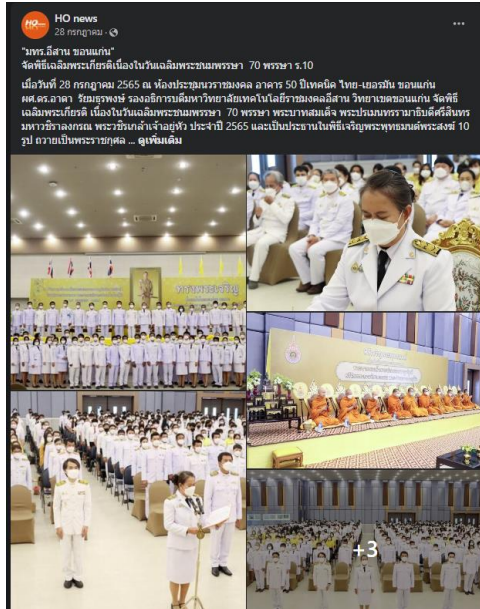 HO news
28 กรกฎาคม
"มทร.อีสาน ขอนแก่น"
จัดพิธีเฉลิมพระเกียรติเนื่องในวันเฉลิมพระชนมพรรษา 70 พรรษา ร.10
เมื่อวันที่ 28 กรกฎาคม 2565 ณ ห้องประชุมนวราชมงคล อาคาร 50 ปีเทคนิค ไทย-เยอรมัน ขอนแก่น
ผศ.ดร.อาดา รัยมธุรพงษ์ รองอธิการบดีมหาวิทยาลัยเทคโนโลยีราชมงคลอีสาน วิทยาเขตขอนแก่น จัดพิธี
เฉลิมพระเกียรติ เนื่องในวันเฉลิมพระชนมพรรษา 70 พรรษา พระบาทสมเด็จ พระปรเมนทรรามาธิบดีศรีสินทร
มหาวชิราลงกรณ พระวชิรเกล้าเจ้าอยู่หัว ประจำปี 2565 และเป็นประธานในพิธีเจริญพระพุทธมนต์พระสงฆ์ 10
รูป ถวายเป็นพระราชกุศล ... ดูเพิ่มเติม
ทรงพระเจริญ
+3